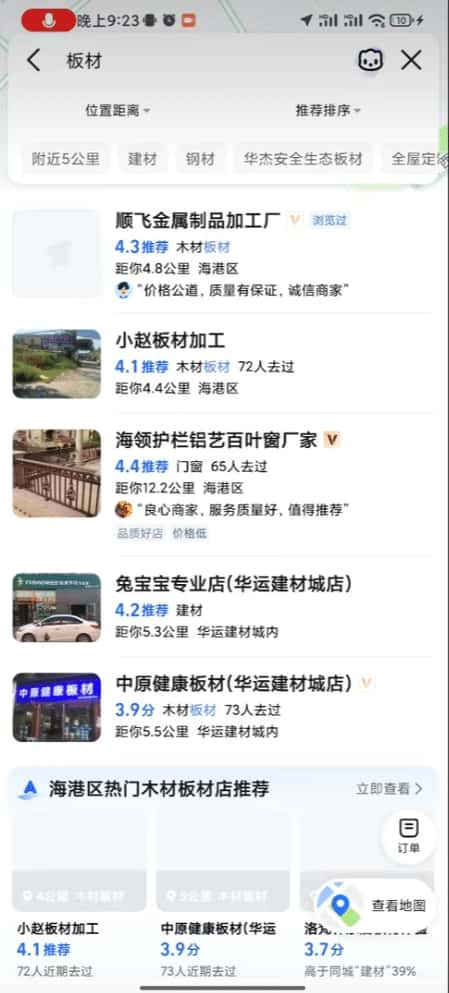 晚上9:23
10
板材
位置距离
推荐排序
附近5公里
建材
钢材
华杰安全生态板材
全屋定
顺飞金属制品加工厂 V 浏览过
4.3推荐 木材板材
距你4.8公里 海港区
“价格公道，质量有保证，诚信商家”
小赵板材加工
4.1推荐 木材板材 72人去过
距你4.4公里 海港区
海领护栏铝艺百叶窗厂家 V
4.4推荐 门窗 65人去过
距你12.2公里 海港区
“良心商家，服务质量好，值得推荐”
品质好店 价格低
兔宝宝专业店(华运建材城店)
4.2推荐 建材
距你5.3公里 华运建材城内
中原健康板材
中原健康板材(华运建材城店) V
3.9分 木材板材 73人去过
距你5.5公里 华运建材城内
海港区热门木材板材店推荐
立即查看
订单
4公里 木材板材
5公里 木材板材
查看地图
小赵板材加工
中原健康板材(华运
4.1推荐
3.9分
3.7分
72人近期去过
73人近期去过
高于同城“建材”39%